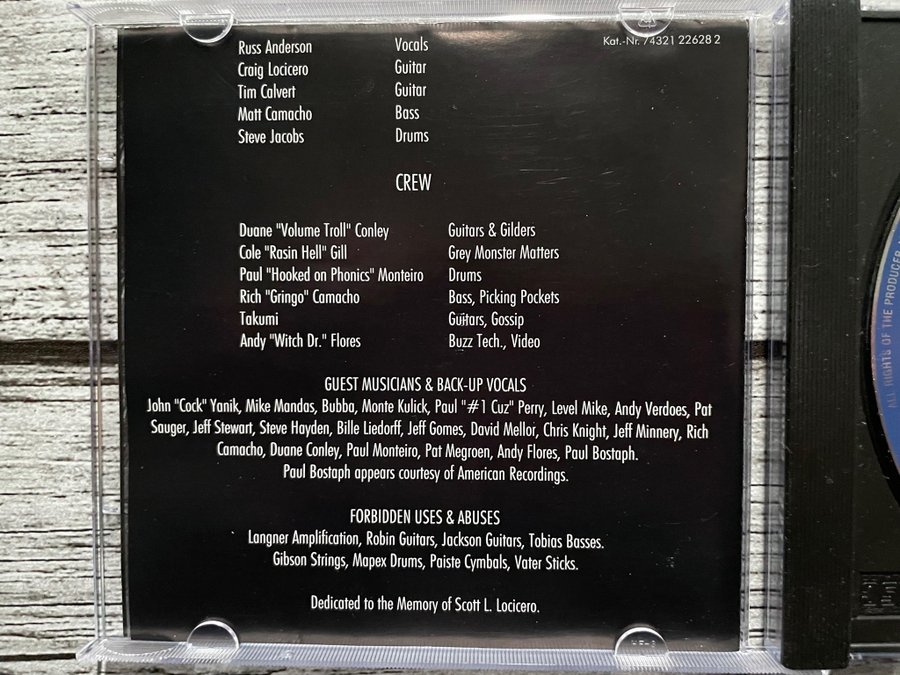 Kat.-Nr. 74321 22628 2
Russ Anderson Vocals
Craig Locicero Guitar
Tim Calvert Guitar
Matt Camacho Bass
Steve Jacobs Drums
CREW
Duane "Volume Troll" Conley Guitars & Gilders
Cole "Rasin Hell" Gill Grey Monster Matters
Paul "Hooked on Phonics" Monteiro Drums
Rich "Gringo" Camacho Bass, Picking Pockets
Takumi Guitars, Gossip
Andy "Witch Dr." Flores Buzz Tech., Video
GUEST MUSICIANS & BACK-UP VOCALS
John "Cock" Yanik, Mike Mandas, Bubba, Monte Kulick, Paul "#1 Cuz" Perry, Level Mike, Andy Verdoes, Pat
Sauger, Jeff Stewart, Steve Hayden, Bille Liedorff, Jeff Gomes, David Mellor, Chris Knight, Jeff Minnery, Rich
Camacho, Duane Conley, Paul Monteiro, Pat Megroen, Andy Flores, Paul Bostaph.
Paul Bostaph appears courtesy of American Recordings.
FORBIDDEN USES & ABUSES
Langner Amplification, Robin Guitars, Jackson Guitars, Tobias Basses.
Gibson Strings, Mapex Drums, Paiste Cymbals, Vater Sticks.
Dedicated to the Memory of Scott L. Locicero.
ALL RIGHTS OF THE PRODUCER